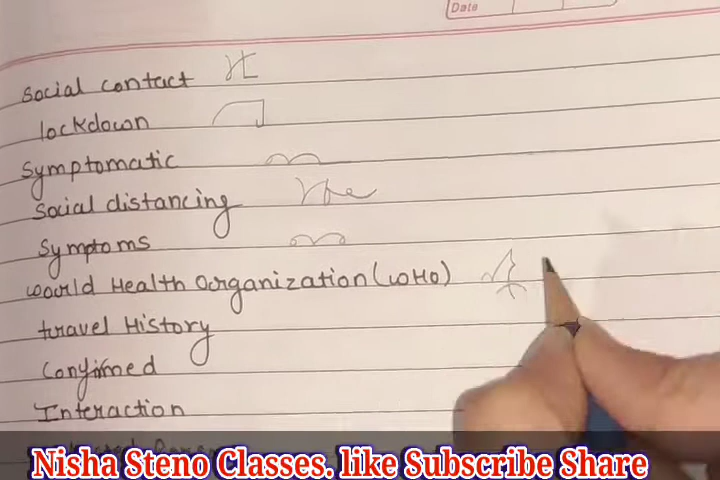 Date
Social contact
lockdown
Symptomatic
Social distancing
Symptoms
World Health Organization (WHO)
travel History
Confirmed
Interaction
Nisha Steno Classes. like Subscribe Share